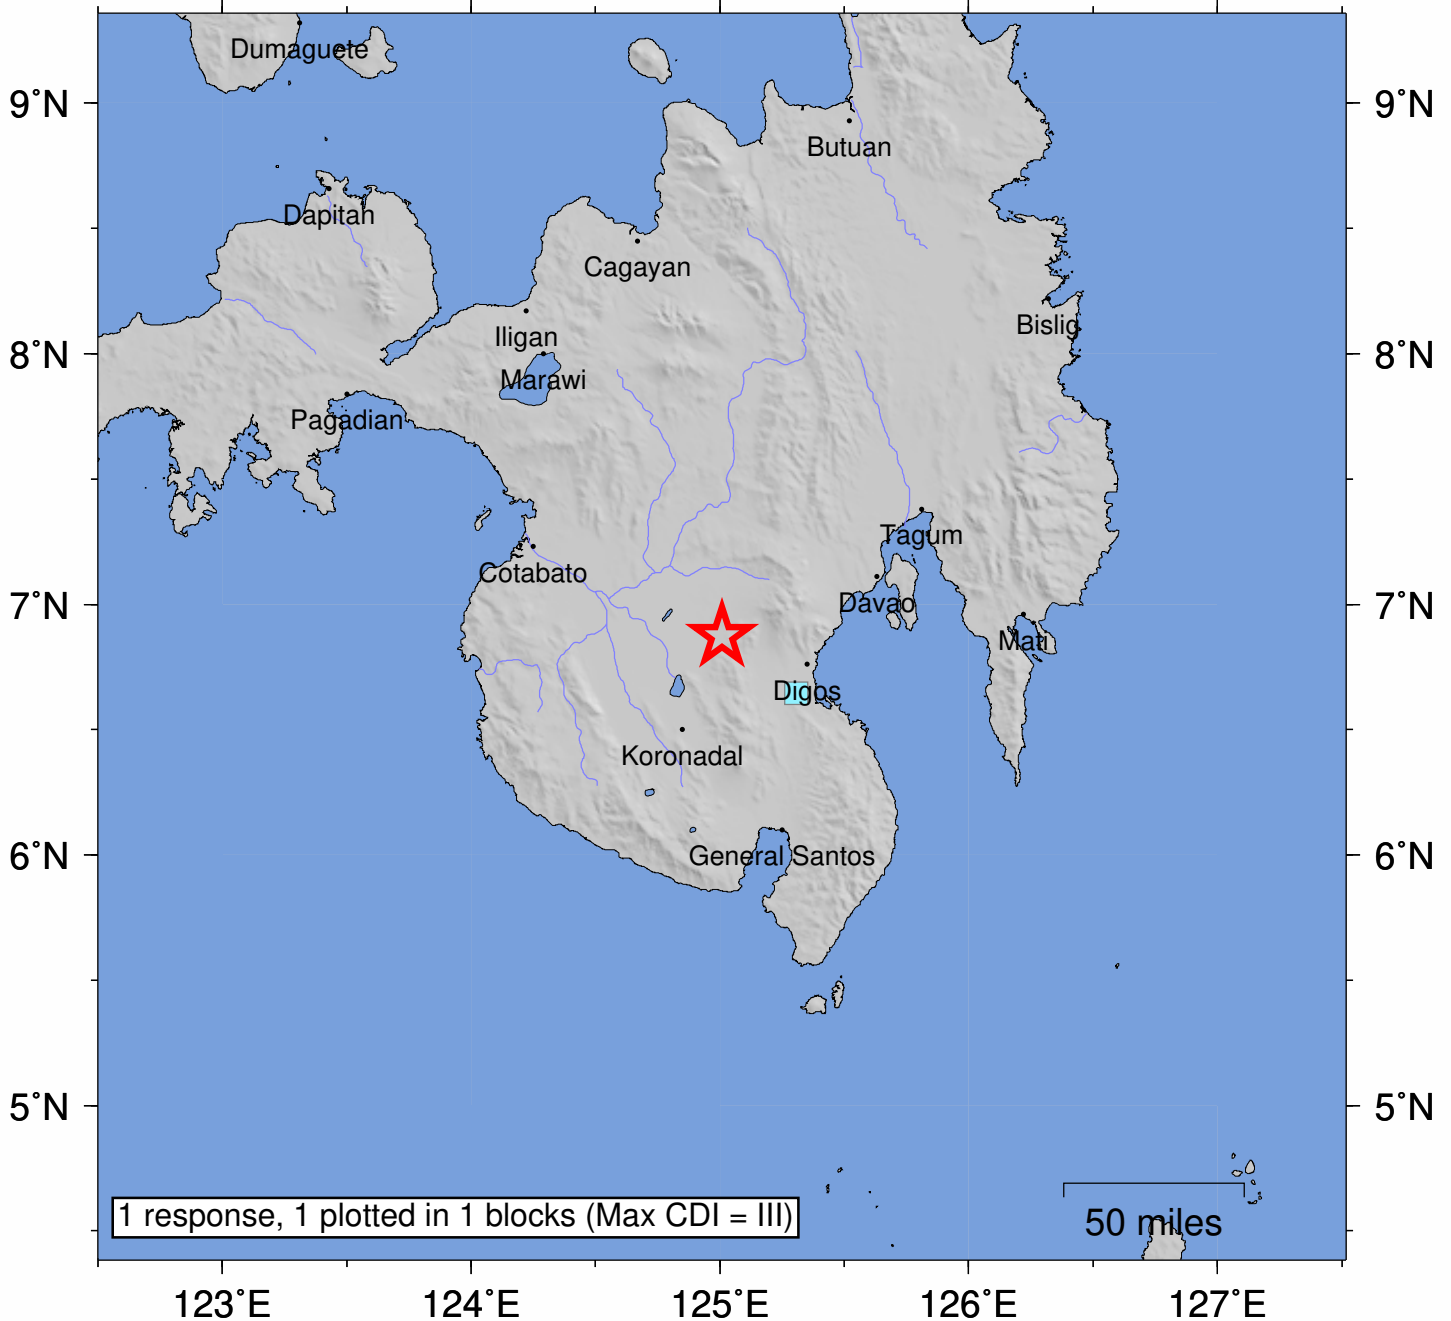 Dumaguete
9°N
9°N
Butuan
Dapitan
Cagayan
Bislig
Iligan
8°N
8°N
Marawi
Pagadian
Tagum
Cotabato
7°N
Davao
7°N
Mati
Digos
Koronadal
6°N
General Santos
6°N
5°N
5°N
1 response, 1 plotted in 1 blocks (Max CDI = III)
50 miles
123°E
124°E
125°E
126°E
127°E